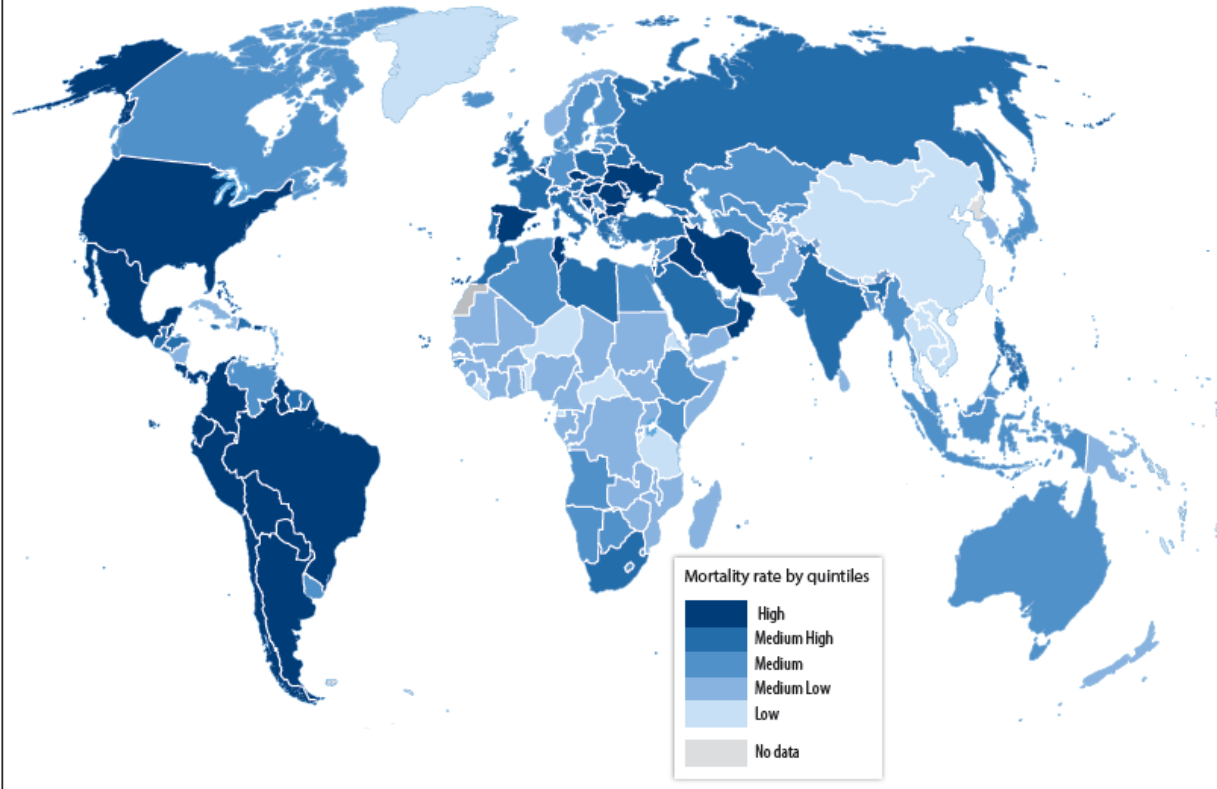 Mortality rate by quintiles
High
Medium High
Medium
Medium Low
Low
No data